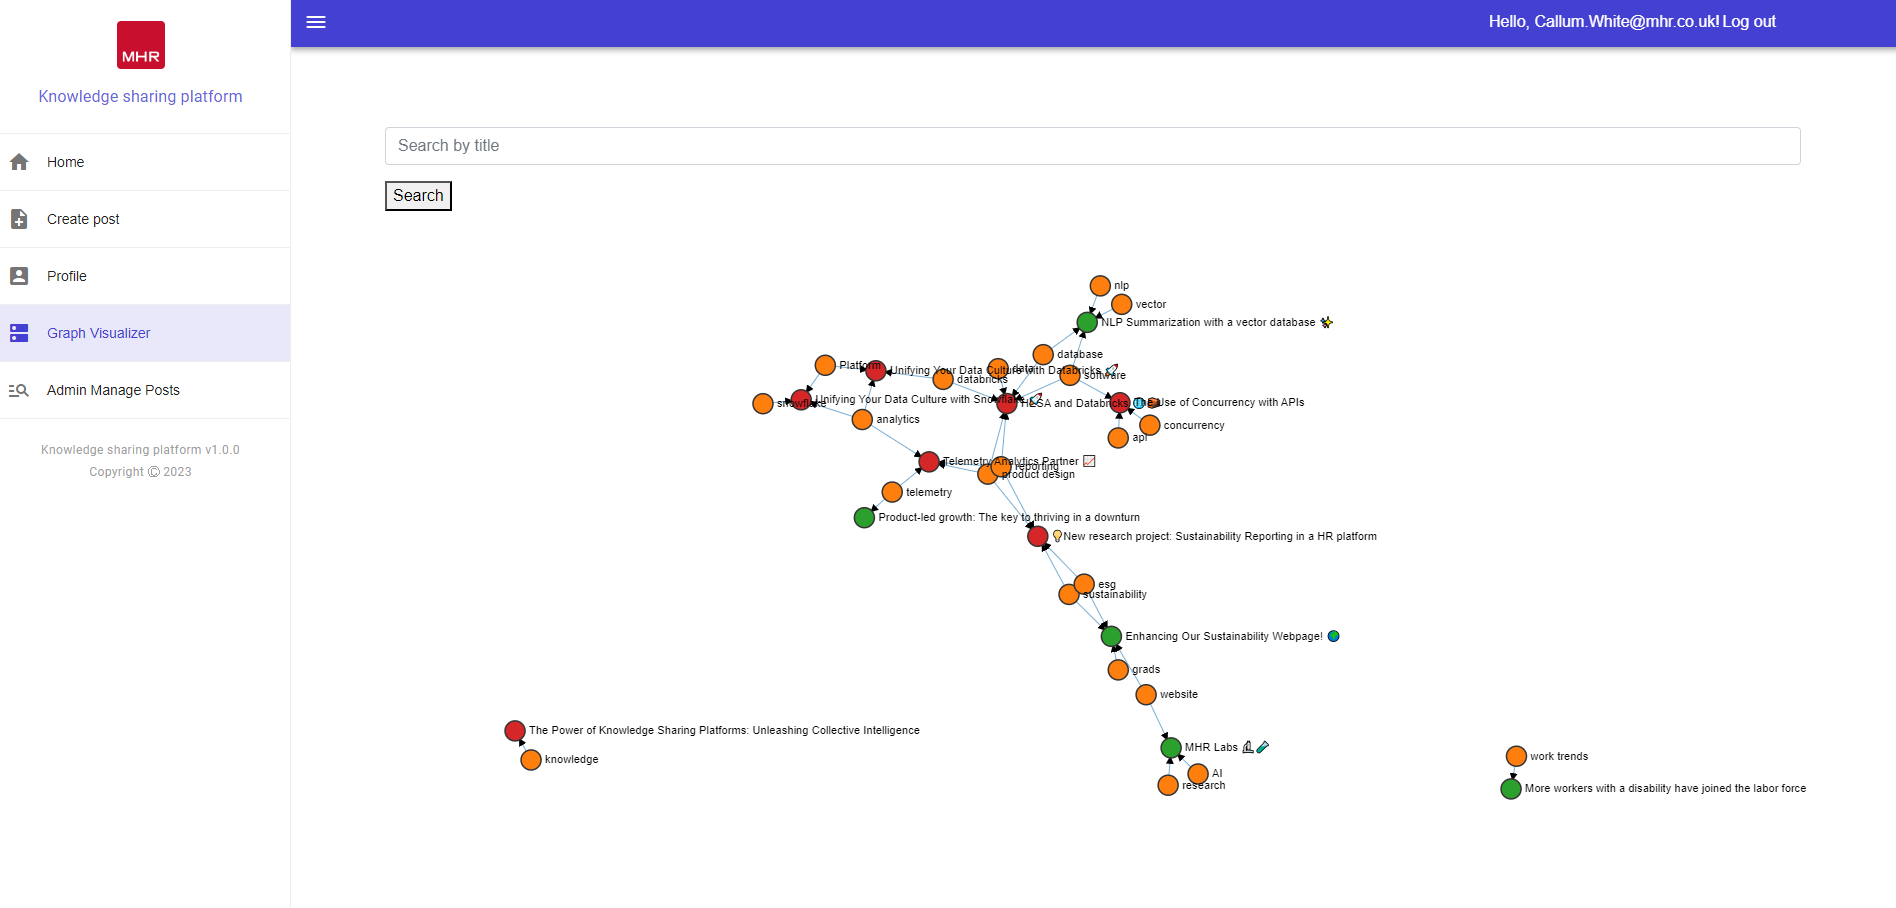 MHR
Knowledge sharing platform
Home
Create post
Profile
Graph Visualizer
Admin Manage Posts
Knowledge sharing platform v1.0.0
Copyright © 2023
Hello, Callum.White@mhr.co.uk! Log out
Search by title
Search
nlp
vector
NLP Summarization with a vector database ✨
database
Platform
Unifying Your Data Culture with Databricks 🚀
data
databricks
software
snowflake
Unifying Your Data Culture with Snowflake 🚀
HESA and Databricks
The Use of Concurrency with APIs
analytics
concurrency
api
Telemetry Analytics Partner 📈
reporting
product design
telemetry
Product-led growth: The key to thriving in a downturn
💡New research project: Sustainability Reporting in a HR platform
esg
sustainability
Enhancing Our Sustainability Webpage! 🌍
grads
website
The Power of Knowledge Sharing Platforms: Unleashing Collective Intelligence
knowledge
MHR Labs 🔬🧪
AI
research
work trends
More workers with a disability have joined the labor force